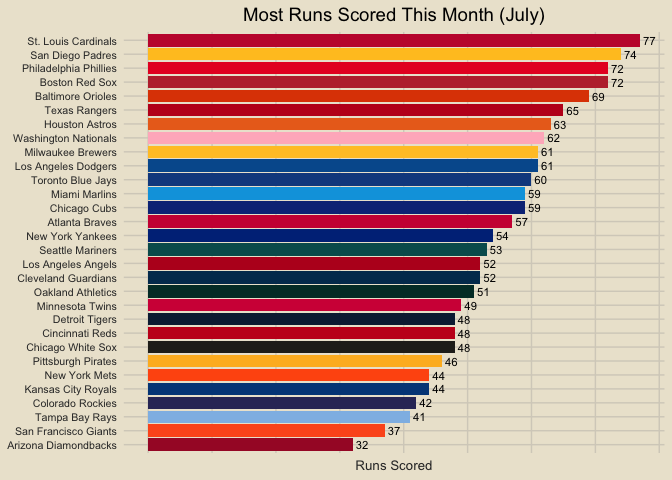 Most Runs Scored This Month (July)
St. Louis Cardinals 77
San Diego Padres 74
Philadelphia Phillies 72
Boston Red Sox 72
Baltimore Orioles 69
Texas Rangers 65
Houston Astros 63
Washington Nationals 62
Milwaukee Brewers 61
Los Angeles Dodgers 61
Toronto Blue Jays 60
Miami Marlins 59
Chicago Cubs 59
Atlanta Braves 57
New York Yankees 54
Seattle Mariners 53
Los Angeles Angels 52
Cleveland Guardians 52
Oakland Athletics 51
Minnesota Twins 49
Detroit Tigers 48
Cincinnati Reds 48
Chicago White Sox 48
Pittsburgh Pirates 46
New York Mets 44
Kansas City Royals 44
Colorado Rockies 42
Tampa Bay Rays 41
San Francisco Giants 37
Arizona Diamondbacks 32
Runs Scored